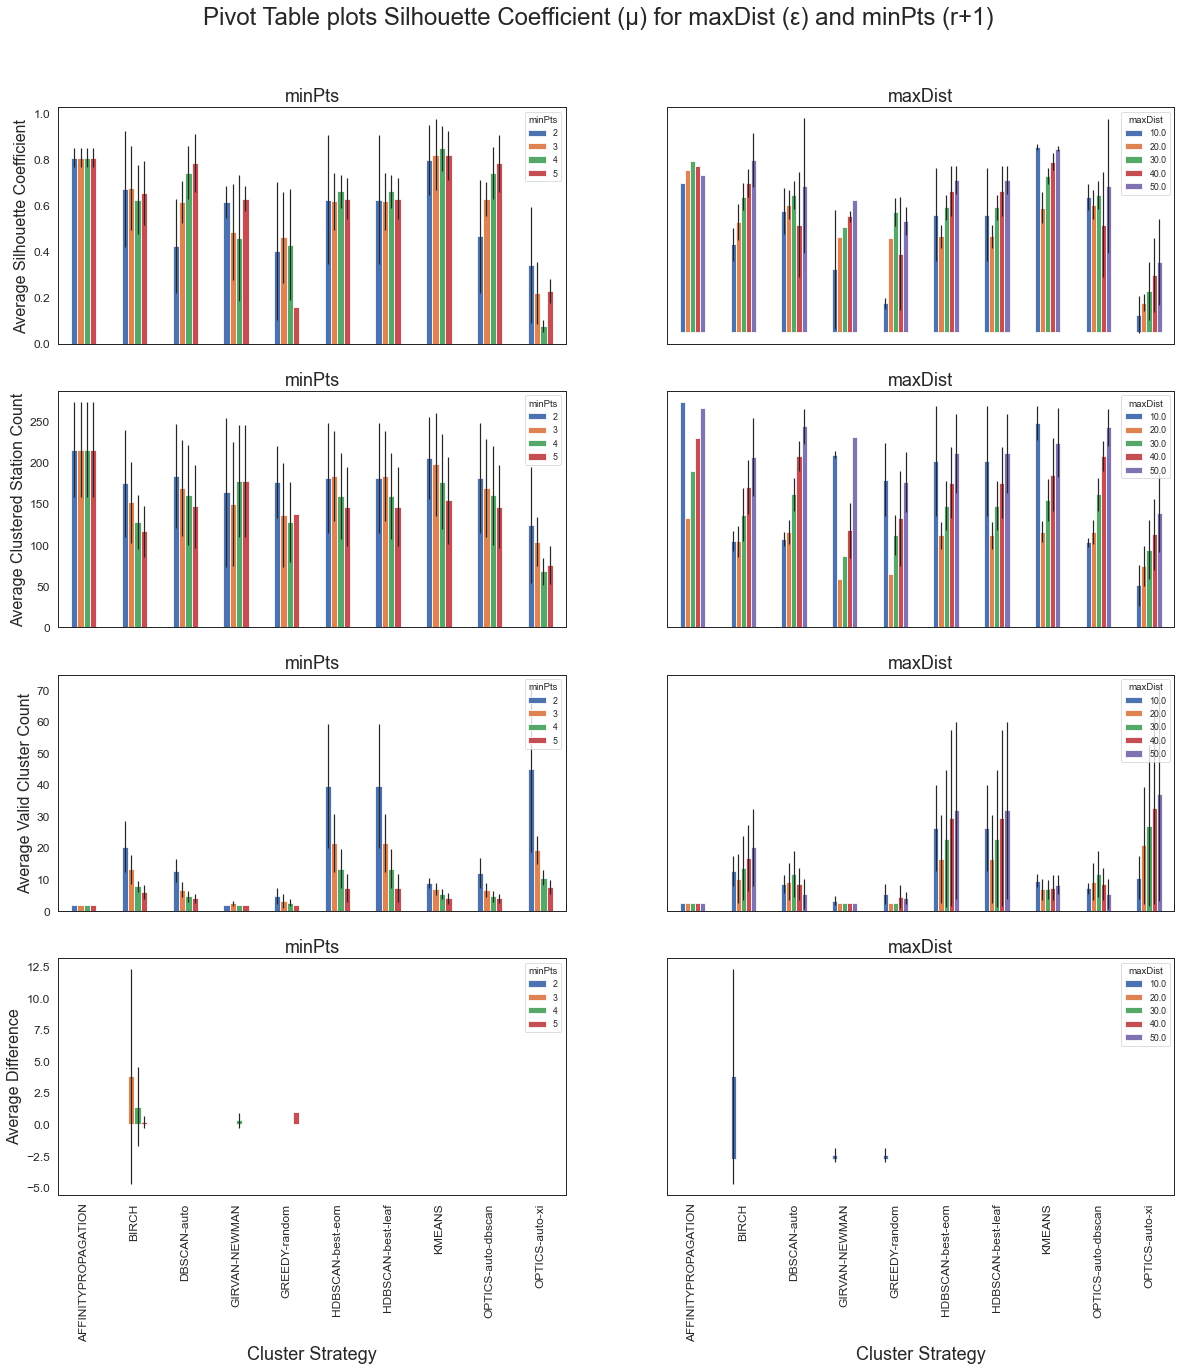 Pivot Table plots Silhouette Coefficient (μ) for maxDist (ε) and minPts (r+1)
minPts
maxDist
Average Silhouette Coefficient
1.0
0.8
0.6
0.4
0.2
0.0
minPts
2
3
4
5
maxDist
10.0
20.0
30.0
40.0
50.0
minPts
maxDist
Average Clustered Station Count
250
200
150
100
50
0
minPts
2
3
4
5
maxDist
10.0
20.0
30.0
40.0
50.0
minPts
maxDist
Average Valid Cluster Count
70
60
50
40
30
20
10
0
minPts
2
3
4
5
maxDist
10.0
20.0
30.0
40.0
50.0
minPts
maxDist
Average Difference
12.5
10.0
7.5
5.0
2.5
0.0
−2.5
−5.0
minPts
2
3
4
5
maxDist
10.0
20.0
30.0
40.0
50.0
AFFINITYPROPAGATION
BIRCH
DBSCAN-auto
GIRVAN-NEWMAN
GREEDY-random
HDBSCAN-best-eom
HDBSCAN-best-leaf
KMEANS
OPTICS-auto-dbscan
OPTICS-auto-xi
Cluster Strategy
AFFINITYPROPAGATION
BIRCH
DBSCAN-auto
GIRVAN-NEWMAN
GREEDY-random
HDBSCAN-best-eom
HDBSCAN-best-leaf
KMEANS
OPTICS-auto-dbscan
OPTICS-auto-xi
Cluster Strategy